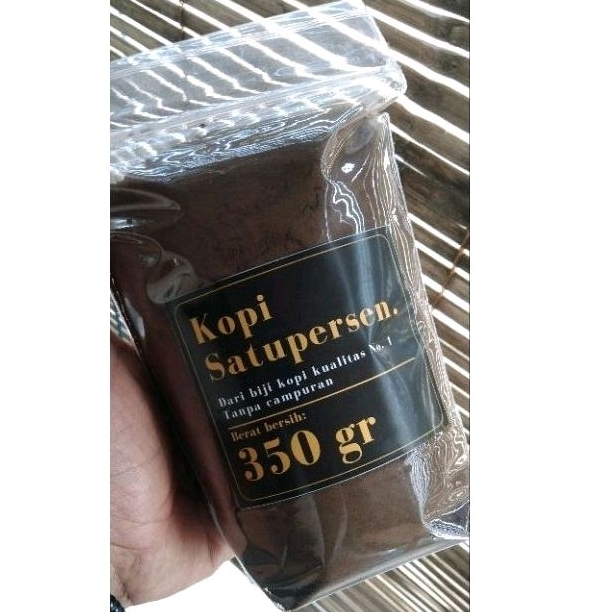 Kopi
Satupersen.
Dari biji kopi kualitas No. 1
Tanpa campuran
Berat bersih:
350 gr